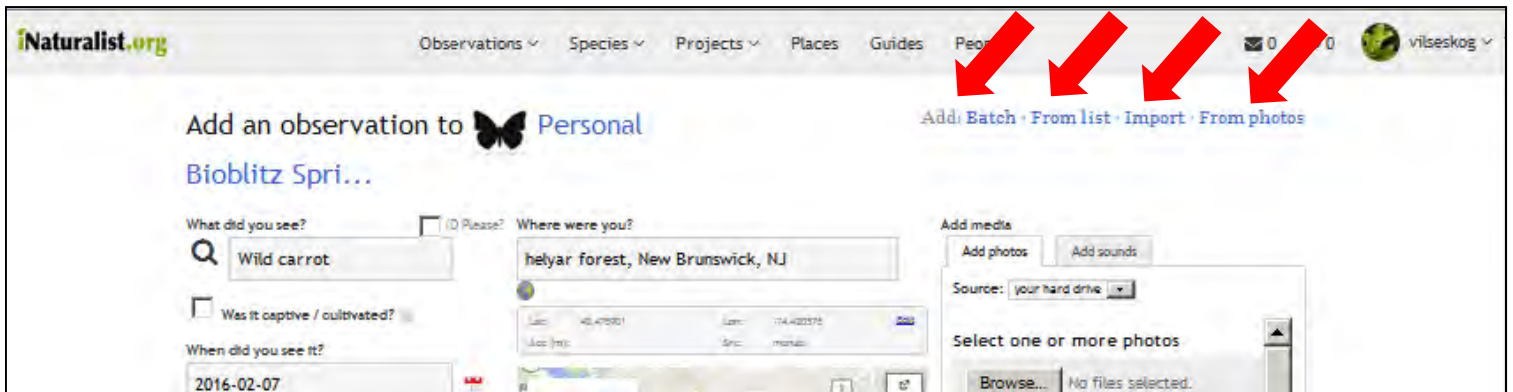 iNaturalist.org
Observations Species Projects Places Guides
0 0 vilseskog
Add an observation to Personal
Bioblitz Spri...
Add: Batch · From list · Import · From photos
What did you see? ID Please?
Wild carrot
Was it captive / cultivated?
When did you see it?
2016-02-07
Where were you?
helyar forest, New Brunswick, NJ
Add media
Add photos Add sounds
Source: your hard drive
Select one or more photos
Browse... No files selected.